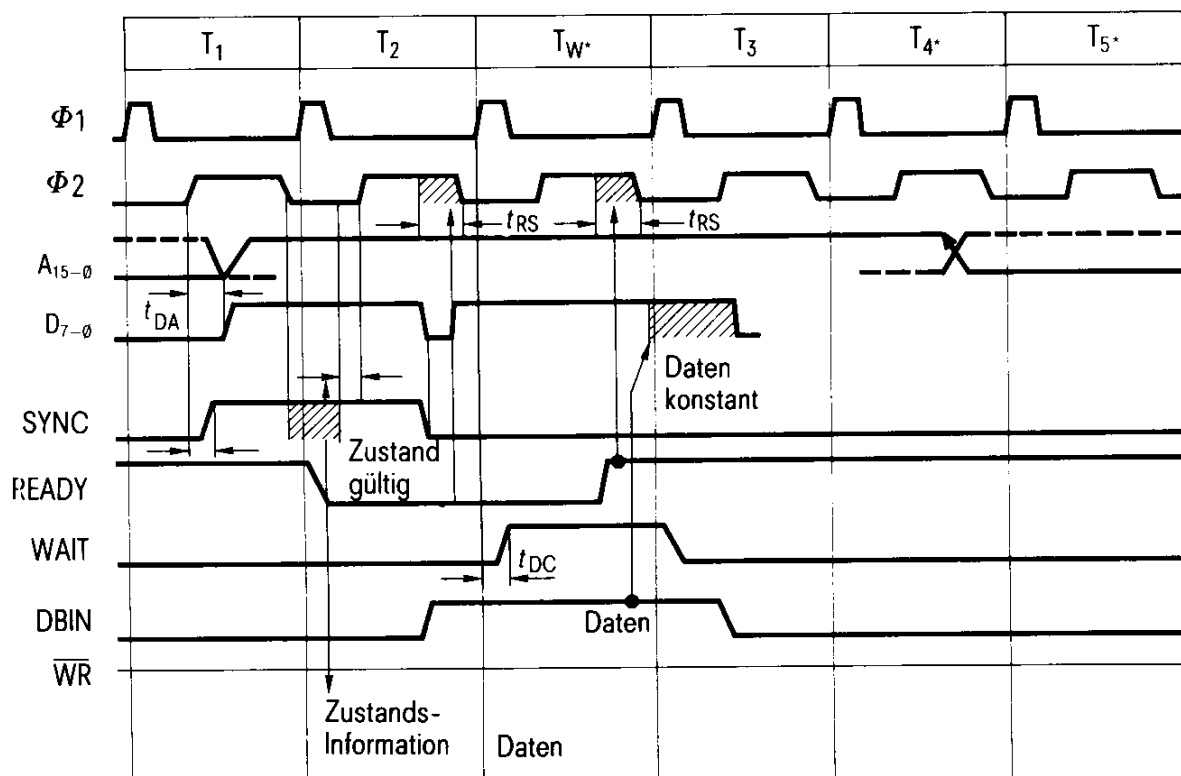 T1 T2 TW* T3 T4* T5*
Φ1
Φ2
tRS tRS
A15-0
tDA
D7-0
Daten
konstant
SYNC
Zustand
gültig
READY
WAIT
tDC
DBIN
Daten
WR
Zustands-
Information Daten